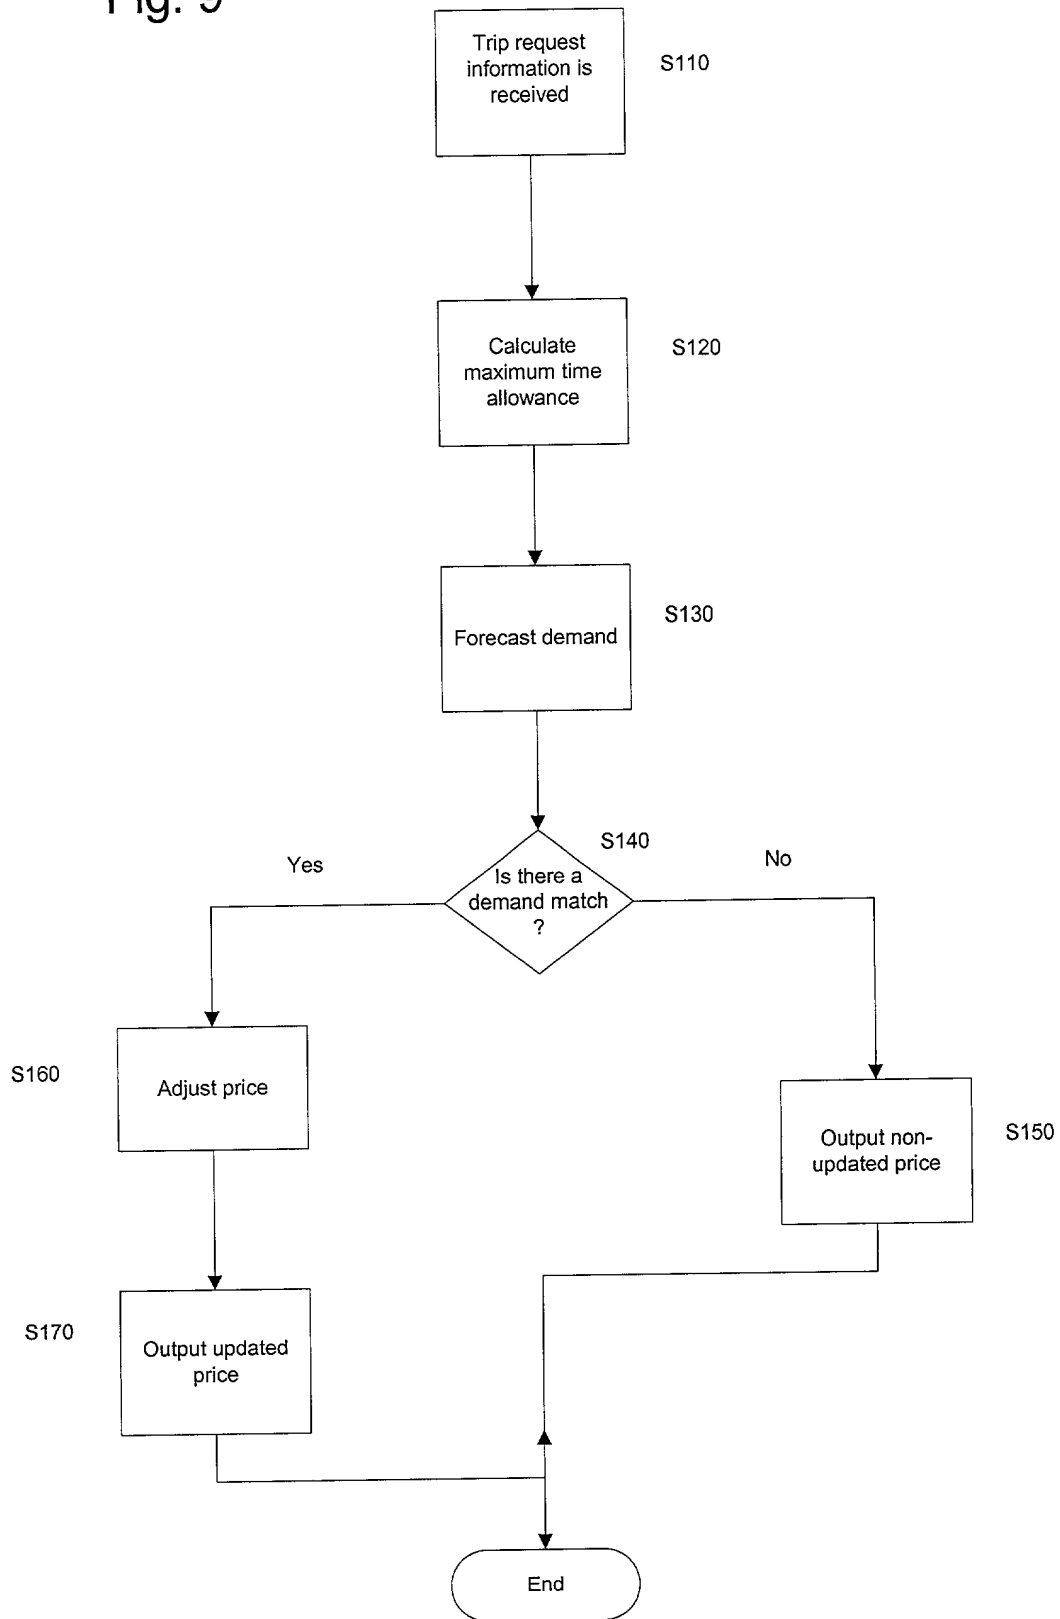 Fig. 9
Trip request
information is
received
S110
Calculate
maximum time
allowance
S120
Forecast demand
S130
S140
Yes
No
Is there a
demand match
?
S160
Adjust price
Output non-
updated price
S150
S170
Output updated
price
End